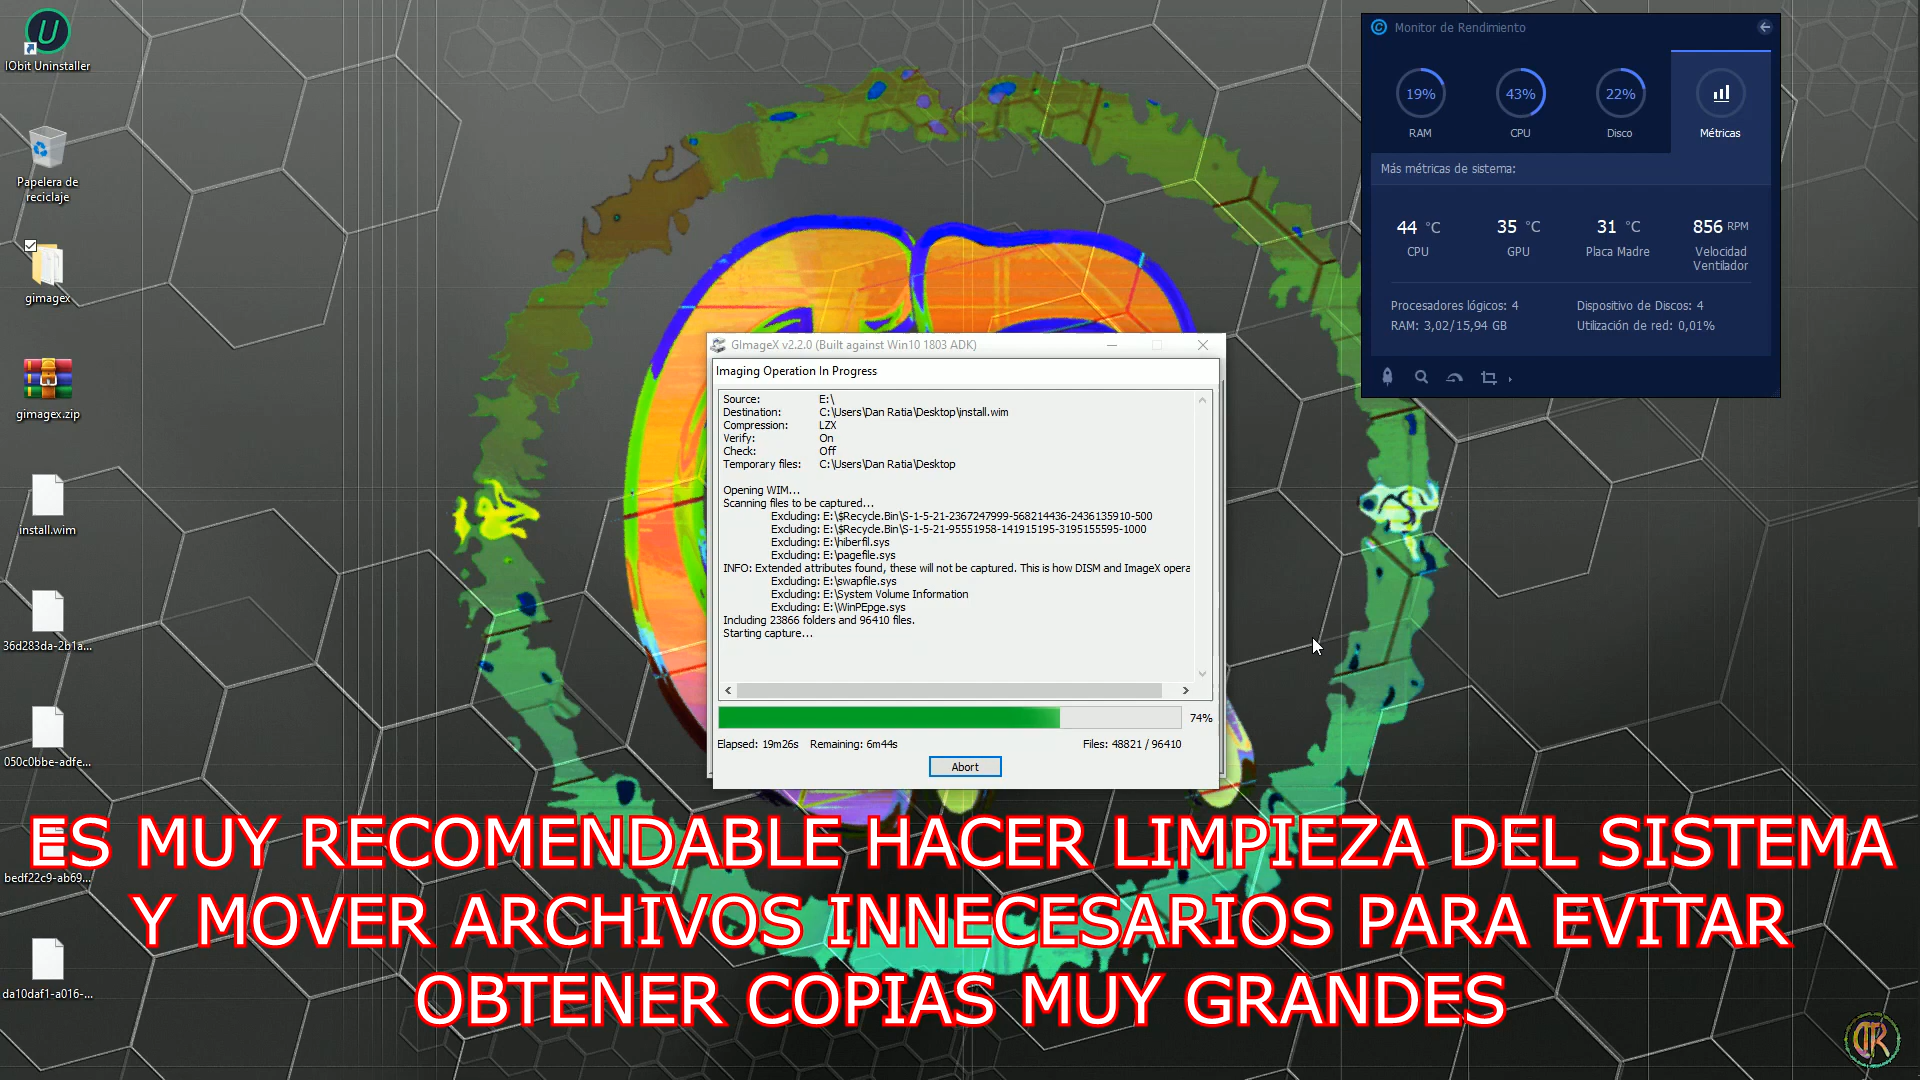 IObit Uninstaller
Papelera de
reciclaje
gimagex
gimagex.zip
install.wim
36d283da-2b1a...
050c0bbe-adfe...
bedf22c9-ab69...
da10daf1-a016-...
Monitor de Rendimiento
19% 43% 22%
RAM CPU Disco Métricas
Más métricas de sistema:
44 °C 35 °C 31 °C 856 RPM
CPU GPU Placa Madre Velocidad
Ventilador
Procesadores lógicos: 4 Dispositivo de Discos: 4
RAM: 3,02/15,94 GB Utilización de red: 0,01%
GImageX v2.2.0 (Built against Win10 1803 ADK)
Imaging Operation In Progress
Source: E:\
Destination: C:\Users\Dan Ratia\Desktop\install.wim
Compression: LZX
Verify: On
Check: Off
Temporary files: C:\Users\Dan Ratia\Desktop
Opening WIM...
Scanning files to be captured...
Excluding: E:\$Recycle.Bin\S-1-5-21-2367247999-568214436-2436135910-500
Excluding: E:\$Recycle.Bin\S-1-5-21-95551958-141915195-3195155595-1000
Excluding: E:\hiberfil.sys
Excluding: E:\pagefile.sys
INFO: Extended attributes found, these will not be captured. This is how DISM and ImageX opera
Excluding: E:\swapfile.sys
Excluding: E:\System Volume Information
Excluding: E:\WinPEpge.sys
Including 23866 folders and 96410 files.
Starting capture...
74%
Elapsed: 19m26s Remaining: 6m44s Files: 48821 / 96410
Abort
ES MUY RECOMENDABLE HACER LIMPIEZA DEL SISTEMA
Y MOVER ARCHIVOS INNECESARIOS PARA EVITAR
OBTENER COPIAS MUY GRANDES